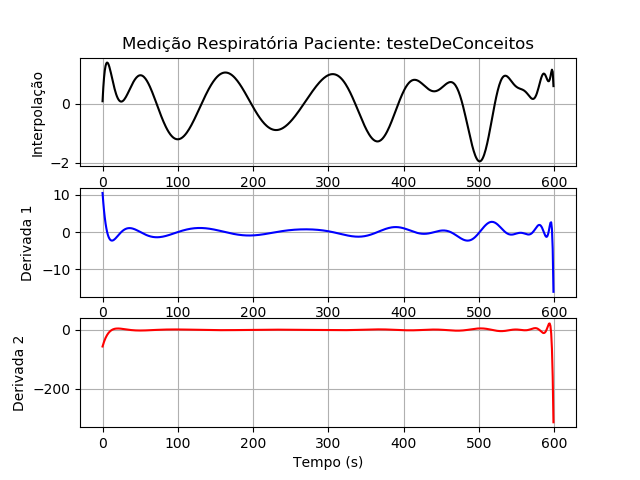 Medição Respiratória Paciente: testeDeConceitos
Interpolação
0
−2
0 100 200 300 400 500 600
Derivada 1
10
0
−10
0 100 200 300 400 500 600
Derivada 2
0
−200
0 100 200 300 400 500 600
Tempo (s)